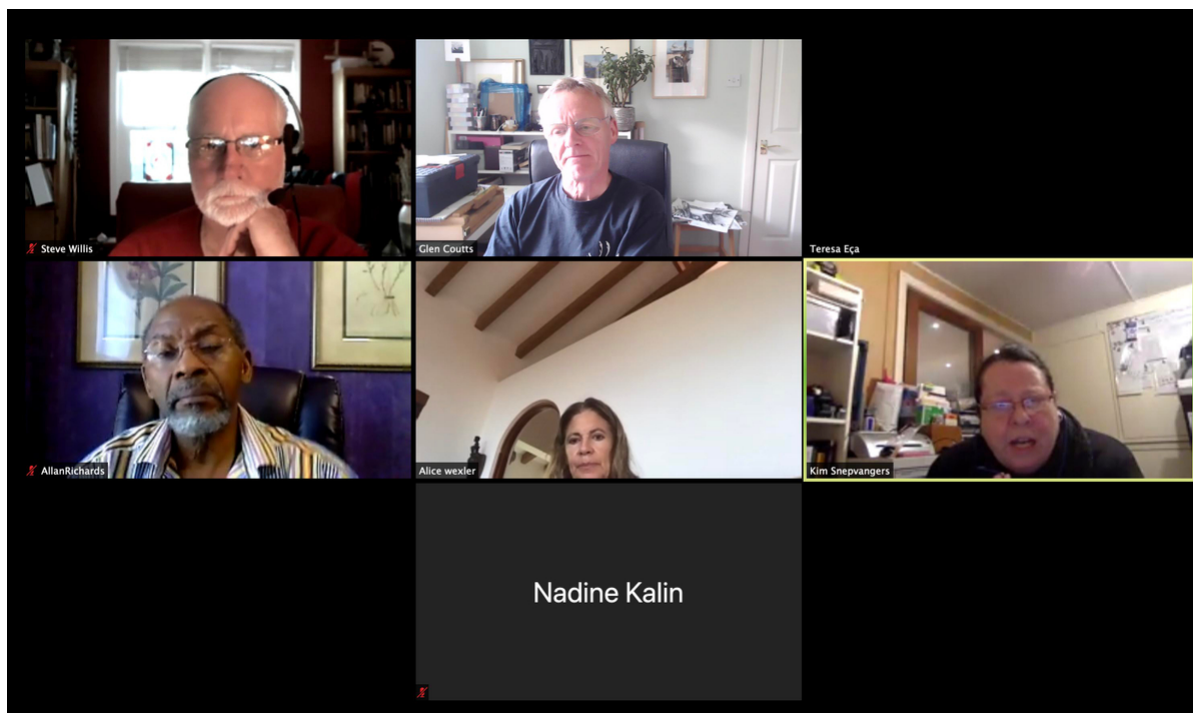 Steve Willis
Glen Coutts
Teresa Eça
AllanRichards
Alice wexler
Kim Snepvangers
Nadine Kalin